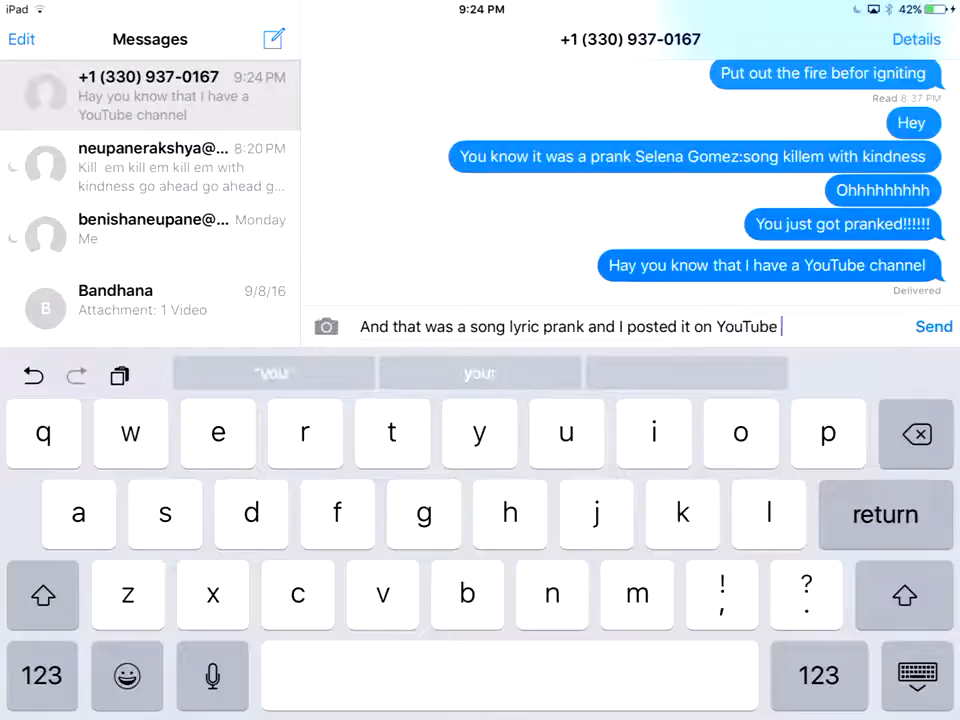 iPad 9:24 PM 42%
Edit Messages
+1 (330) 937-0167 9:24 PM
Hay you know that I have a
YouTube channel
neupanerakshya@... 8:20 PM
Kill em kill em kill em with
kindness go ahead go ahead g...
benishaneupane@... Monday
Me
B
Bandhana 9/8/16
Attachment: 1 Video
+1 (330) 937-0167 Details
Put out the fire befor igniting
Read 8:37 PM
Hey
You know it was a prank Selena Gomez:song killem with kindness
Ohhhhhhhhh
You just got pranked!!!!!!
Hay you know that I have a YouTube channel
Delivered
And that was a song lyric prank and I posted it on YouTube Send
"you" your
q w e r t y u i o p
a s d f g h j k l return
z x c v b n m ! , ? .
123 123